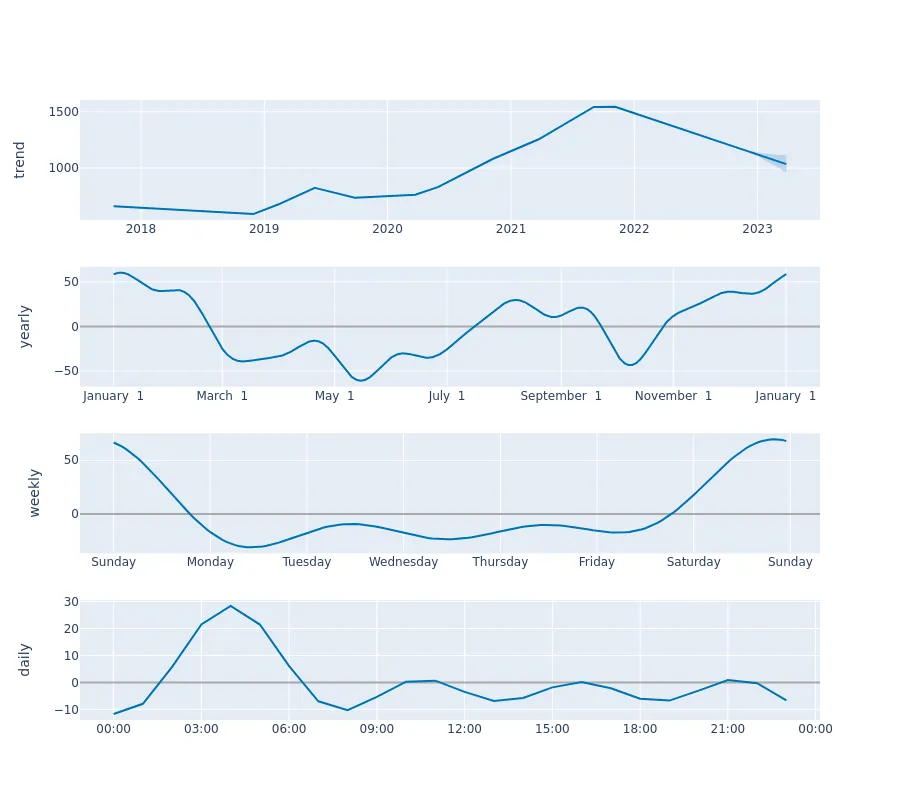 trend
1500
1000
2018 2019 2020 2021 2022 2023
yearly
50
0
−50
January 1 March 1 May 1 July 1 September 1 November 1 January 1
weekly
50
0
Sunday Monday Tuesday Wednesday Thursday Friday Saturday Sunday
daily
30
20
10
0
−10
00:00 03:00 06:00 09:00 12:00 15:00 18:00 21:00 00:00